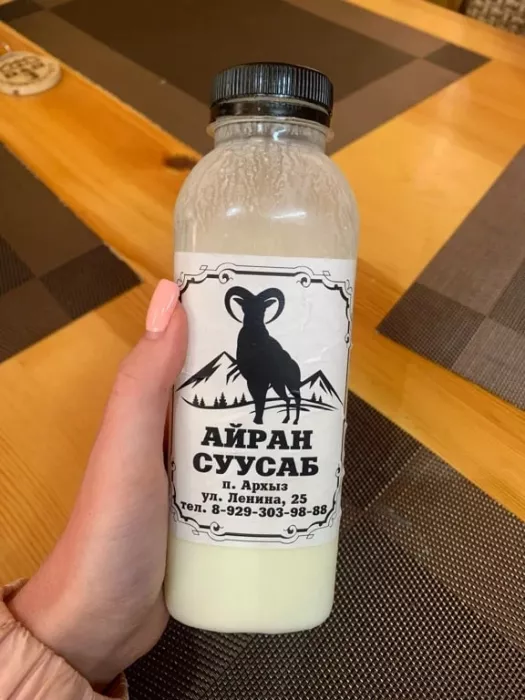 АЙРАН
СУУСАБ
п. Архыз
ул. Ленина, 25
тел. 8-929-303-98-88